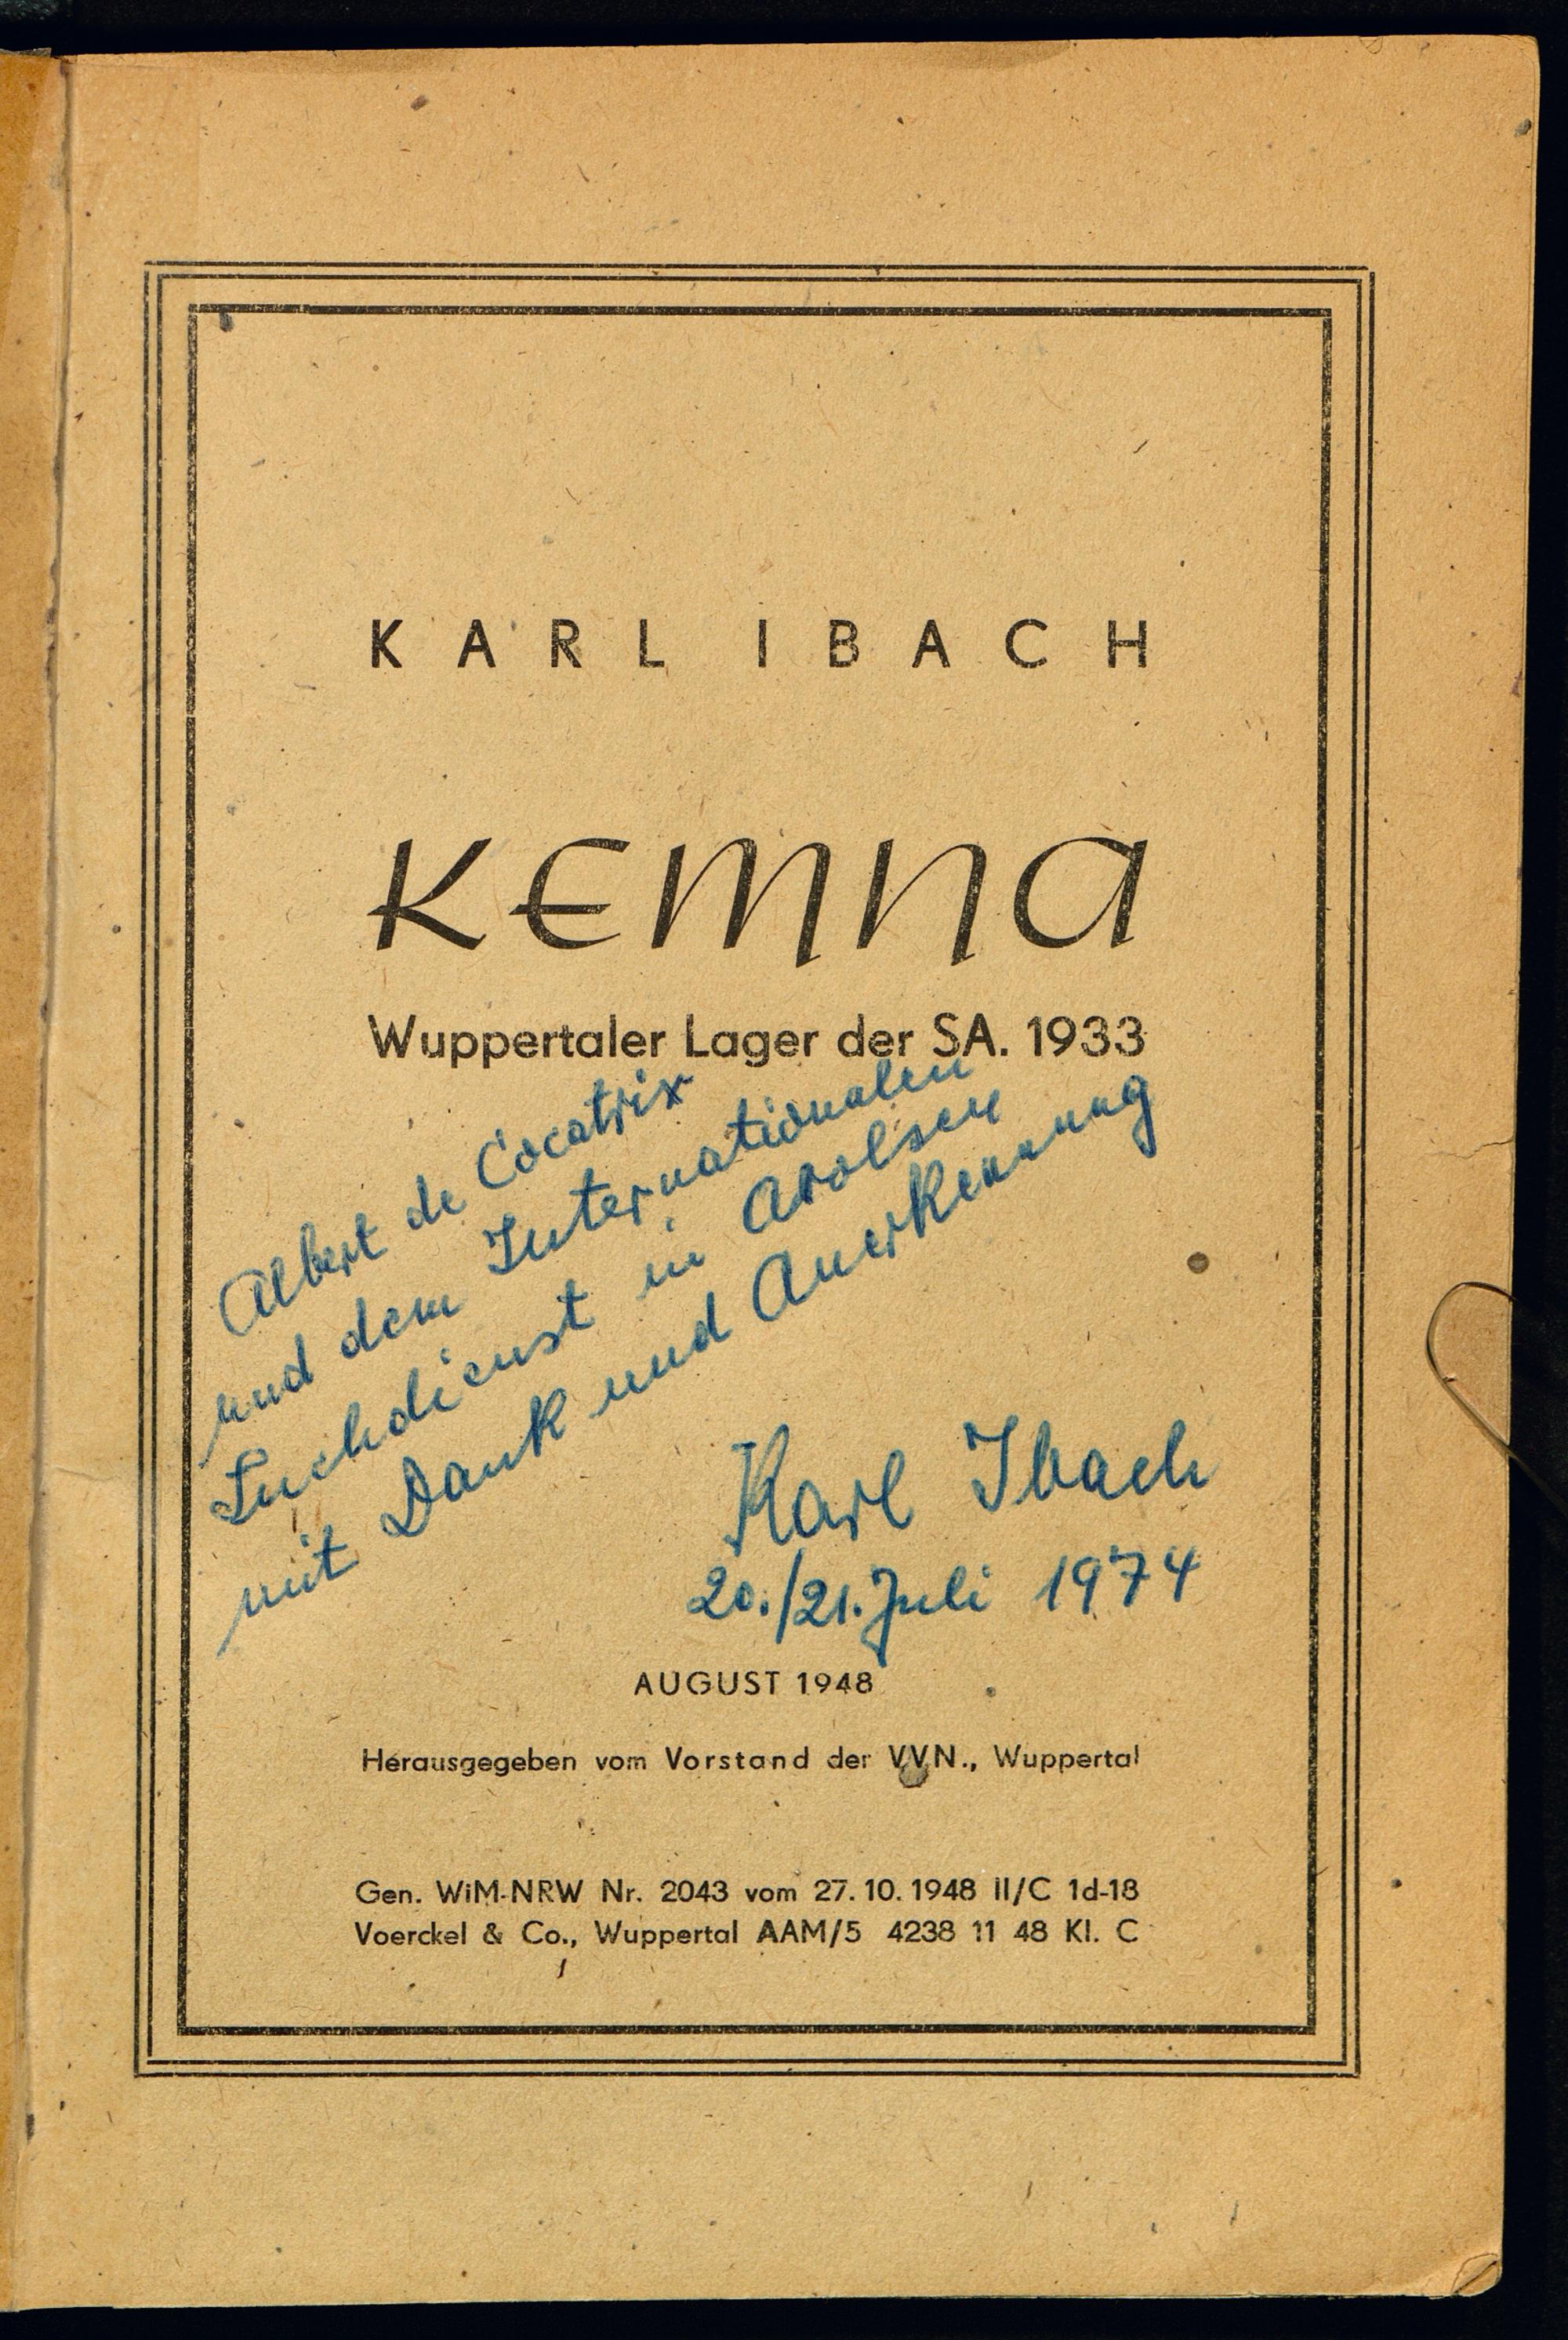 KARL IBACH
KEMNA
Wuppertaler Lager der SA. 1933
Albert de Cocatrix
und dem Internationalen
Suchdienst in Arolsen
mit Dank und Anerkennung
Karl Ibach
20./21. Juli 1974
AUGUST 1948
Herausgegeben vom Vorstand der VVN., Wuppertal
Gen. WiM-NRW Nr. 2043 vom 27. 10. 1948 II/C 1d-18
Voerckel & Co., Wuppertal AAM/5 4238 11 48 Kl. C